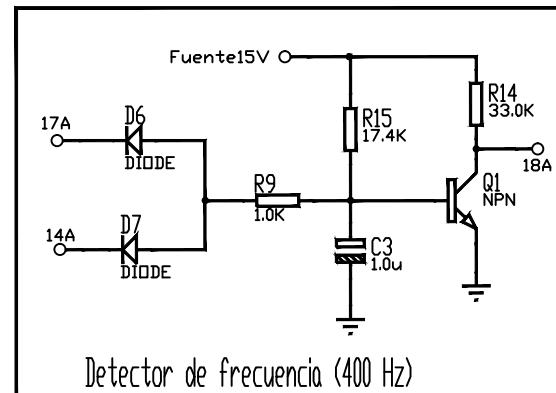 Fuente15V
R14
33.0K
D6
17A
R15
17.4K
18A
DIODE
Q1
NPN
R9
1.0K
D7
14A
C3
1.0u
DIODE
Detector de frecuencia (400 Hz)